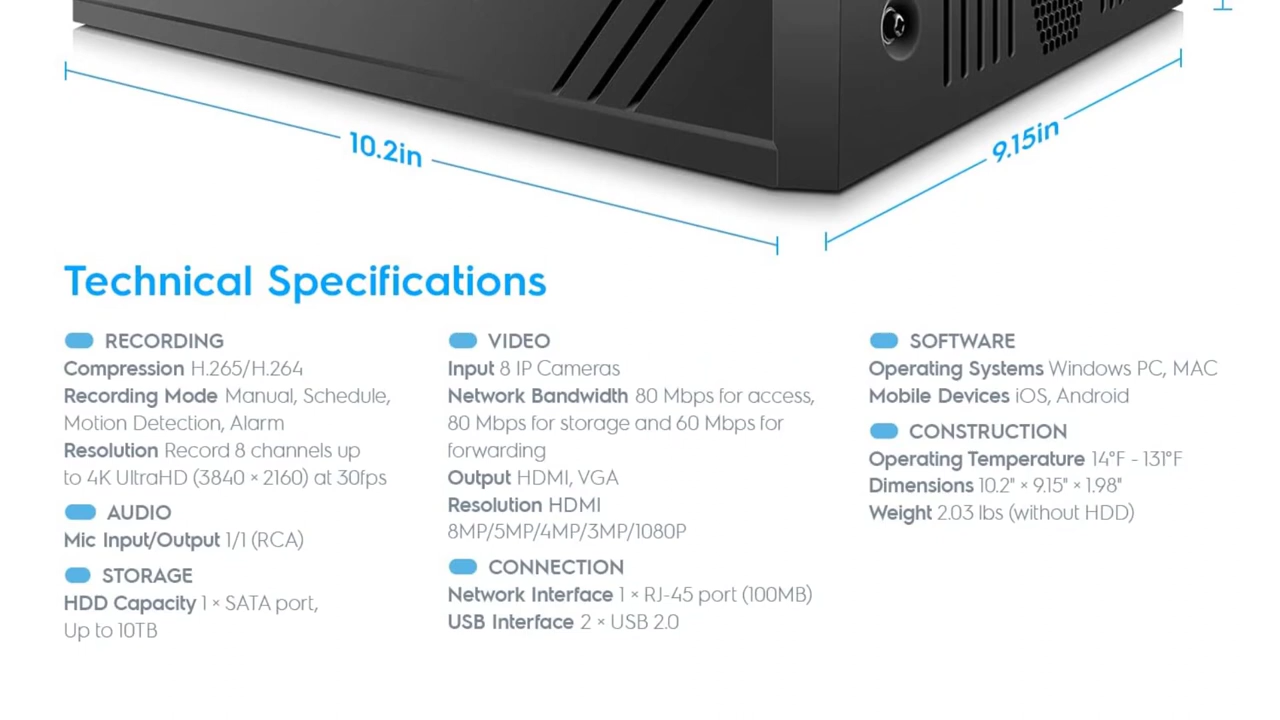 10.2in
9.15in
Technical Specifications
RECORDING
Compression H.265/H.264
Recording Mode Manual, Schedule,
Motion Detection, Alarm
Resolution Record 8 channels up
to 4K UltraHD (3840 × 2160) at 30fps
AUDIO
Mic Input/Output 1/1 (RCA)
STORAGE
HDD Capacity 1 × SATA port,
Up to 10TB
VIDEO
Input 8 IP Cameras
Network Bandwidth 80 Mbps for access,
80 Mbps for storage and 60 Mbps for
forwarding
Output HDMI, VGA
Resolution HDMI
8MP/5MP/4MP/3MP/1080P
CONNECTION
Network Interface 1 × RJ-45 port (100MB)
USB Interface 2 × USB 2.0
SOFTWARE
Operating Systems Windows PC, MAC
Mobile Devices iOS, Android
CONSTRUCTION
Operating Temperature 14°F - 131°F
Dimensions 10.2" × 9.15" × 1.98"
Weight 2.03 lbs (without HDD)